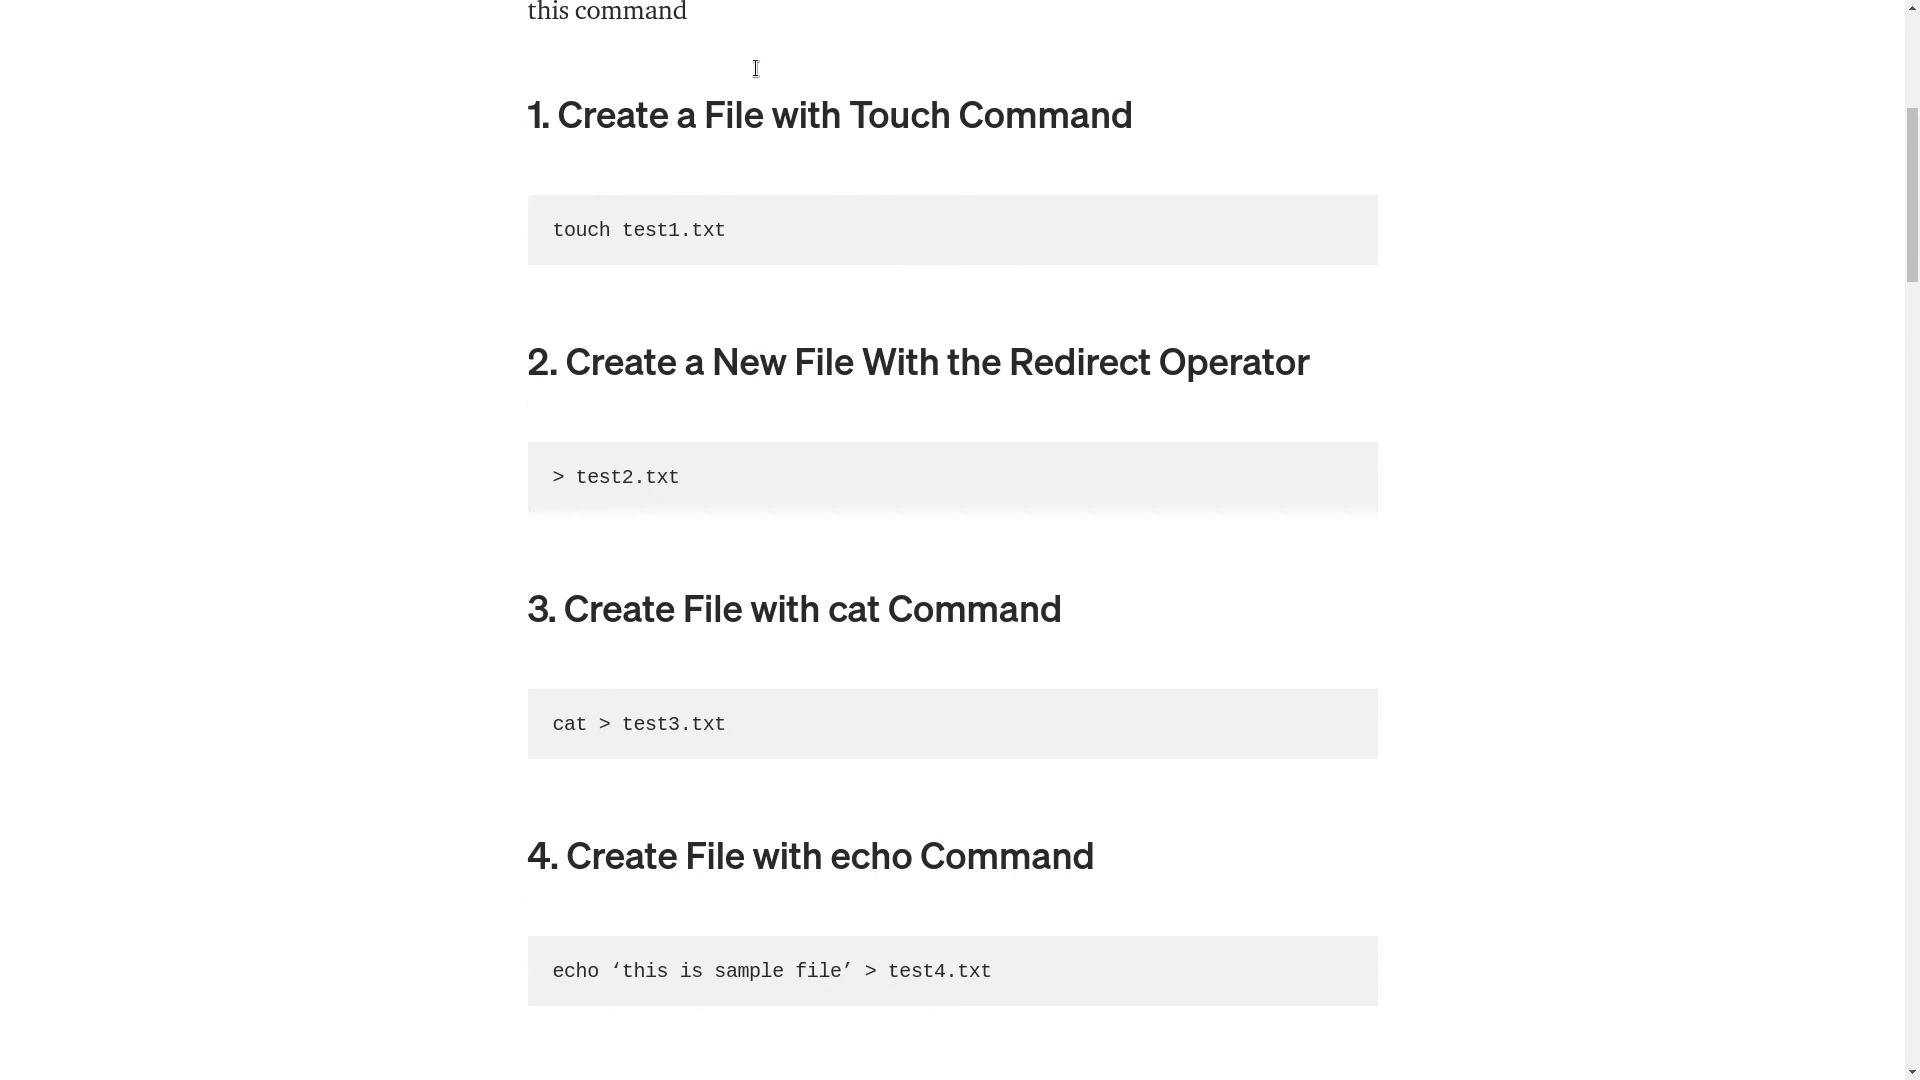 this command
1. Create a File with Touch Command
touch test1.txt
2. Create a New File With the Redirect Operator
> test2.txt
3. Create File with cat Command
cat > test3.txt
4. Create File with echo Command
echo ‘this is sample file’ > test4.txt